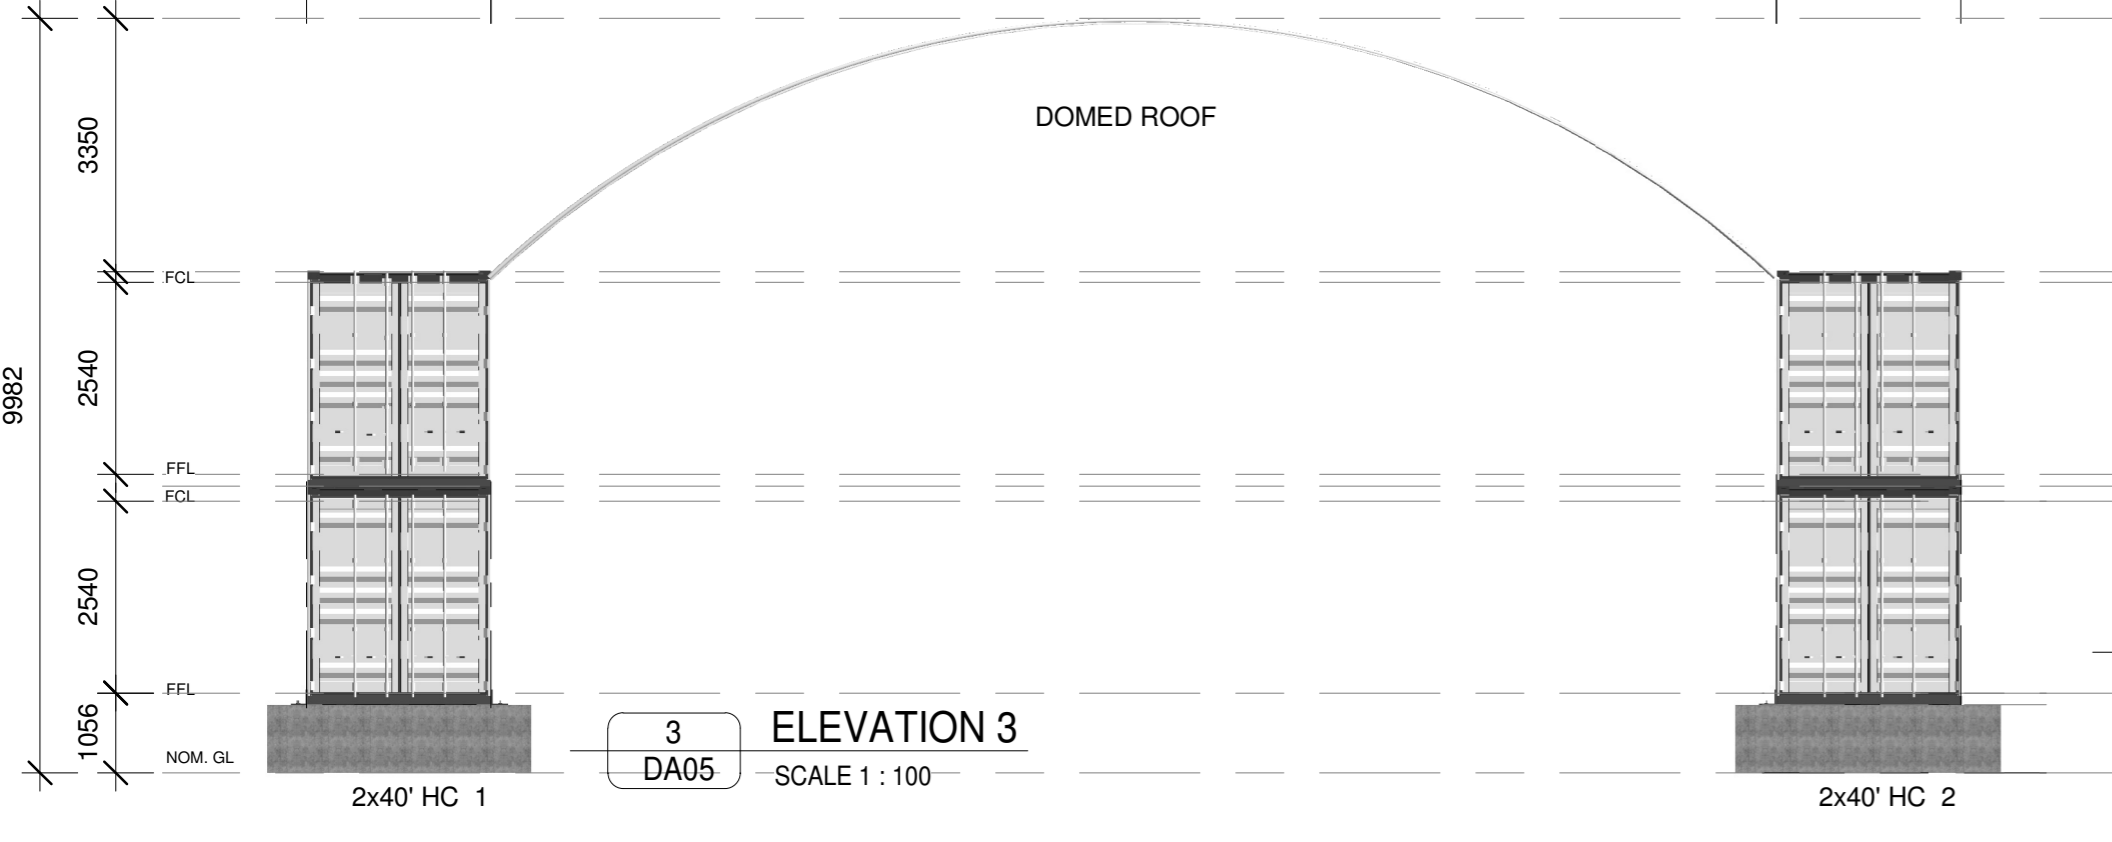 DOMED ROOF
3350
FCL
2540
9982
FFL
FCL
2540
FFL
1056
NOM. GL
3
DA05
ELEVATION 3
SCALE 1 : 100
2x40' HC 1
2x40' HC 2